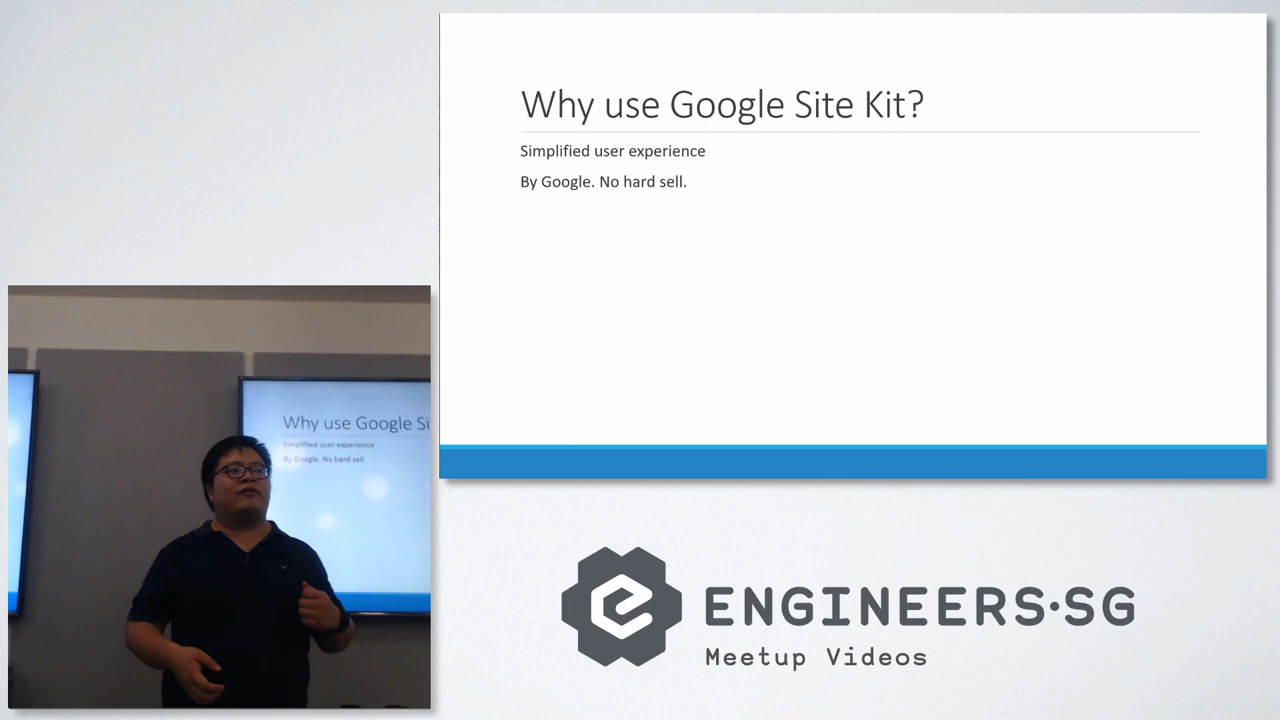 Why use Google Site Kit?
Simplified user experience
By Google. No hard sell.
Why use Google Si
Simplified user experience
By Google. No hard sell.
ENGINEERS·SG
Meetup Videos